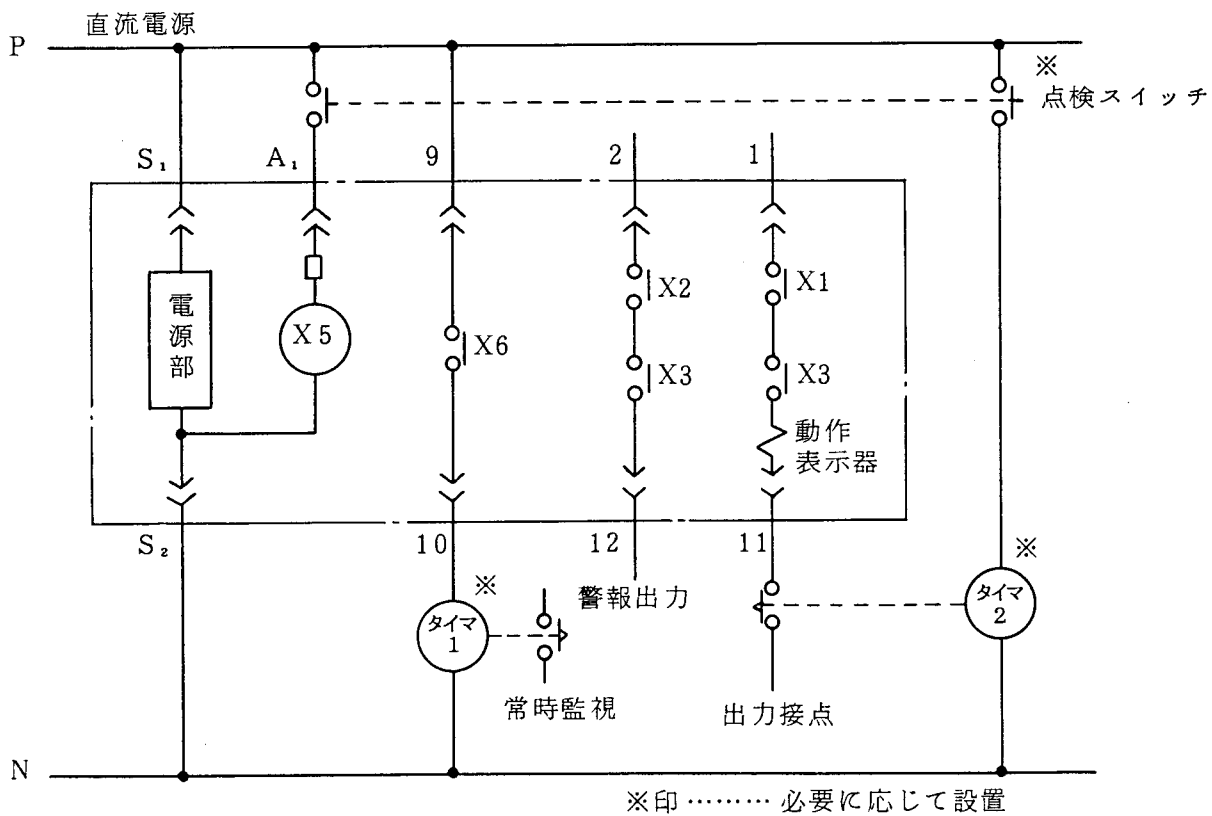 直流電源
P
※
点検スイッチ
S₁
A₁
9
2
1
電源部
X5
X6
X2
X3
X1
X3
動作
表示器
S₂
10
12
11
※
※
警報出力
タイマ
1
タイマ
2
常時監視
出力接点
N
※印……… 必要に応じて設置